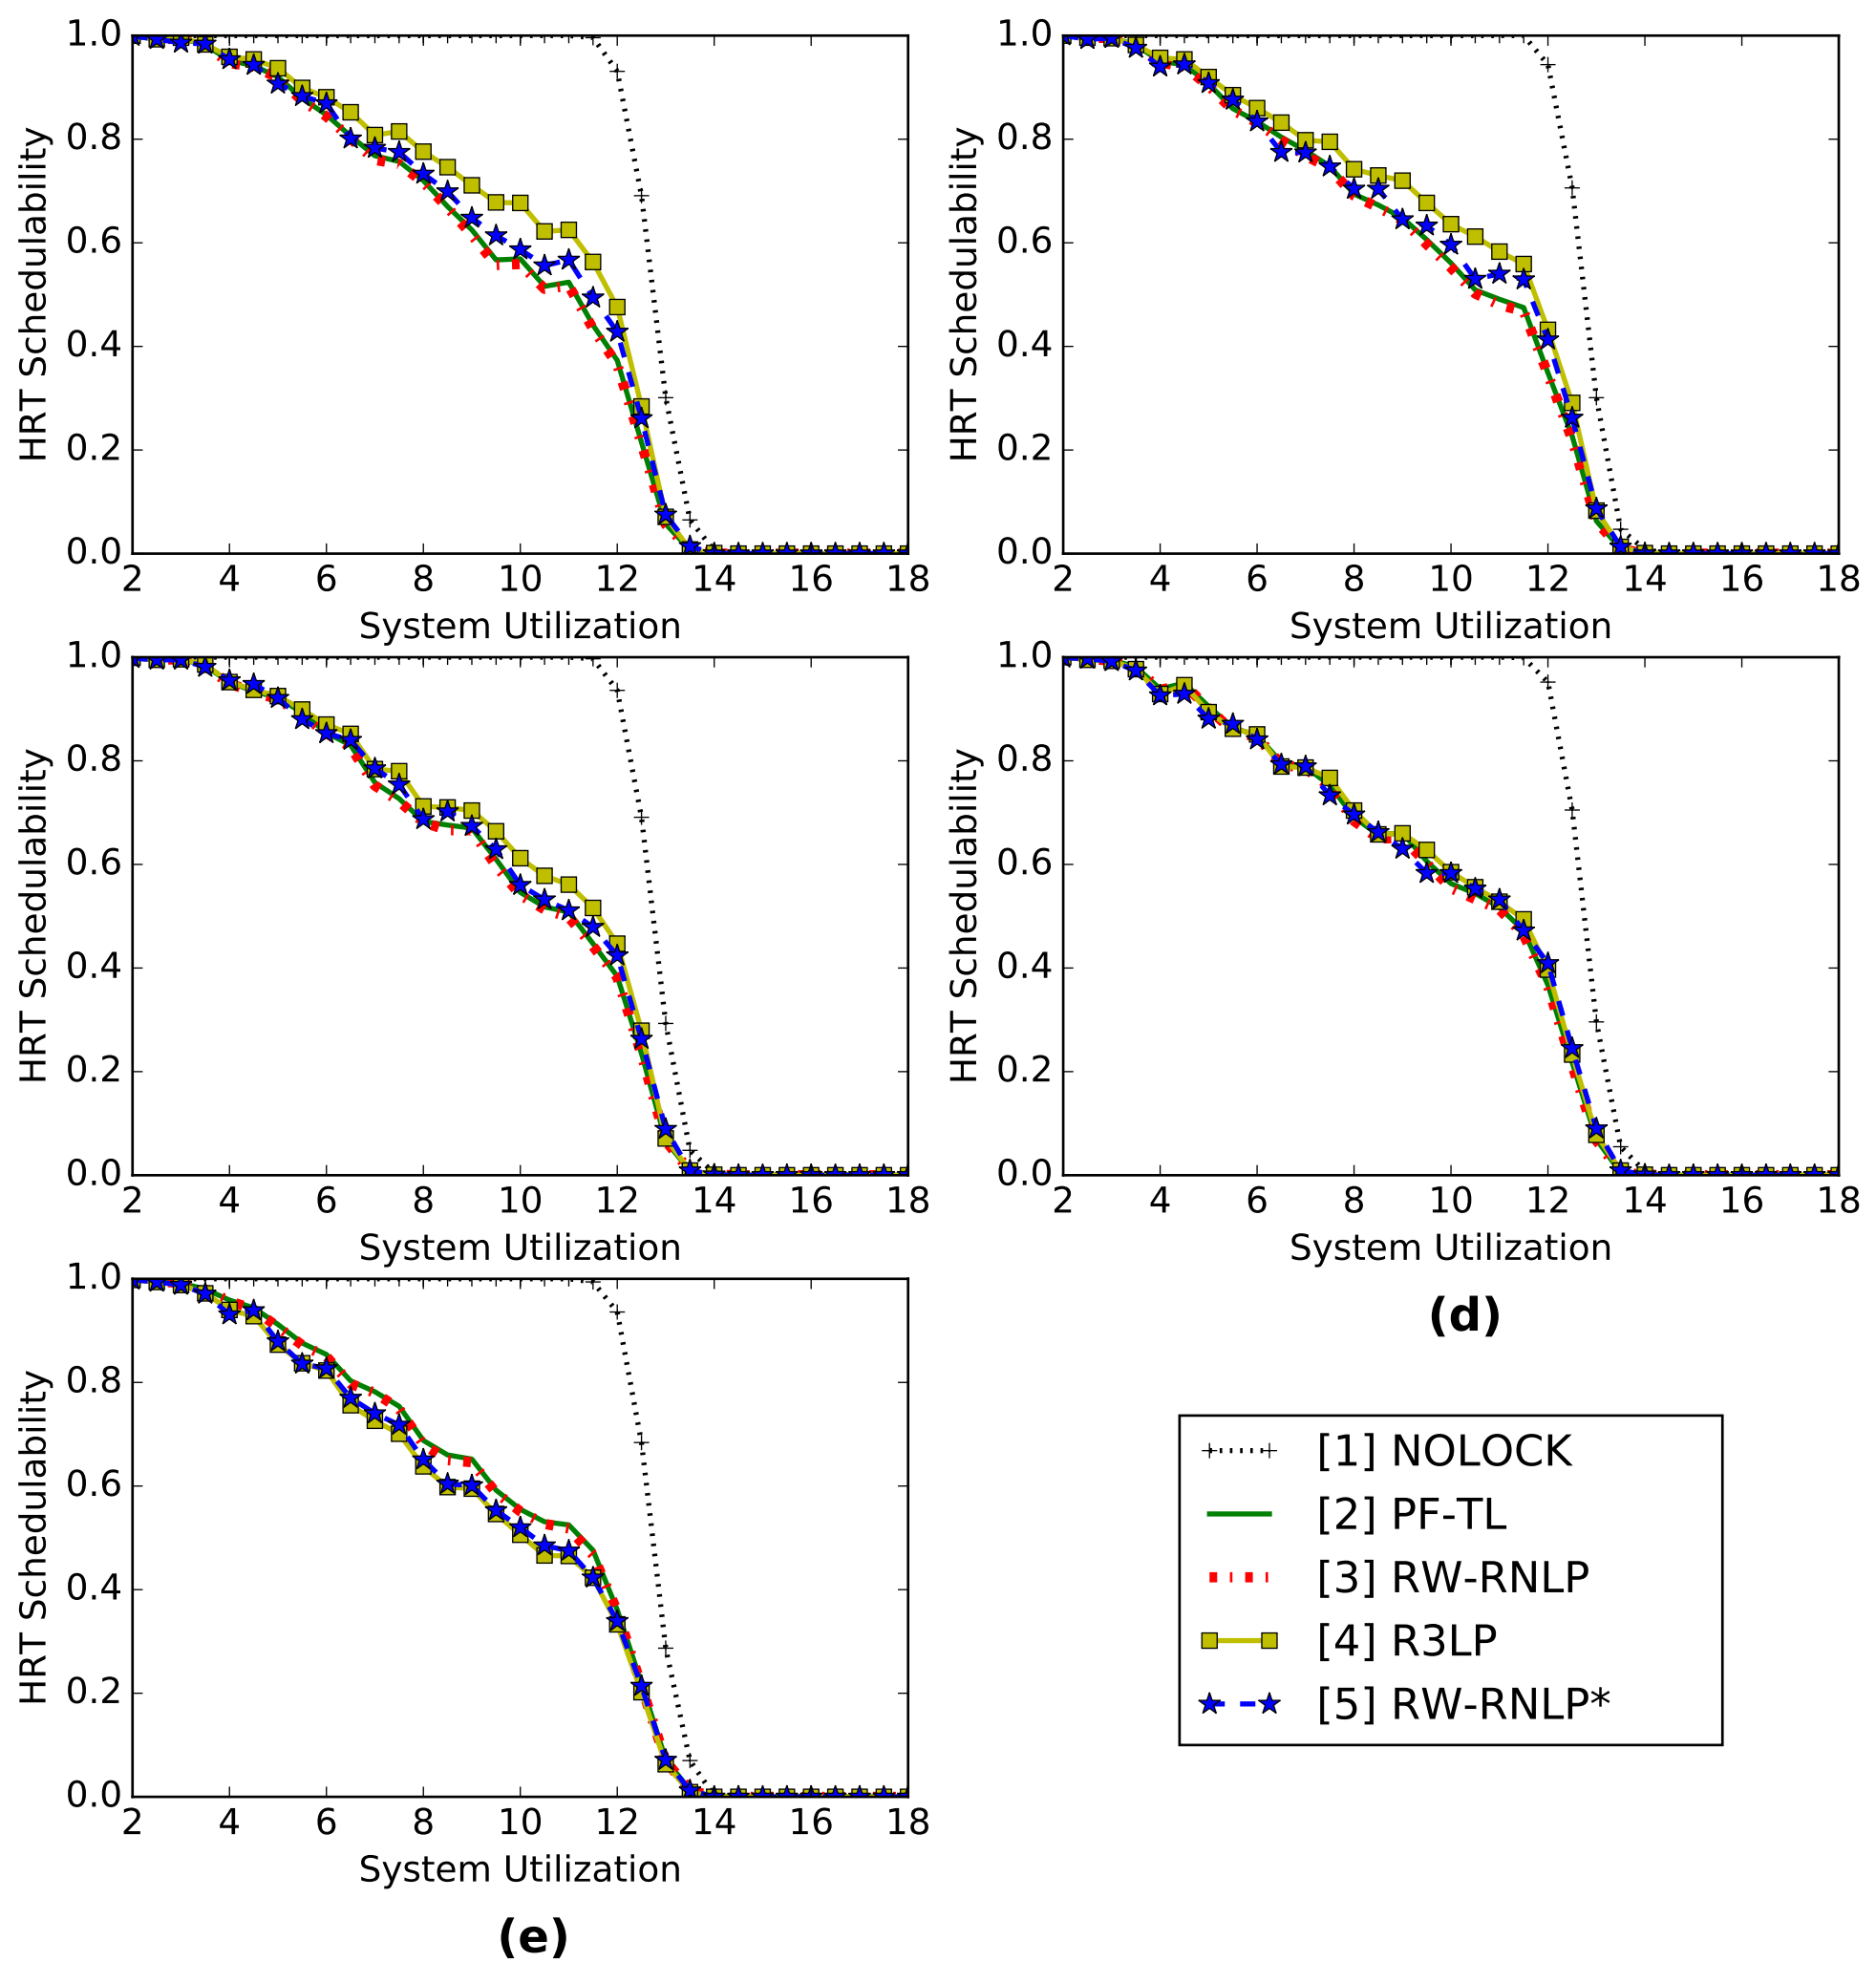 1.0
0.8
0.6
0.4
0.2
0.0
HRT Schedulability
2 4 6 8 10 12 14 16 18
System Utilization
1.0
0.8
0.6
0.4
0.2
0.0
HRT Schedulability
2 4 6 8 10 12 14 16 18
System Utilization
1.0
0.8
0.6
0.4
0.2
0.0
HRT Schedulability
2 4 6 8 10 12 14 16 18
System Utilization
1.0
0.8
0.6
0.4
0.2
0.0
HRT Schedulability
2 4 6 8 10 12 14 16 18
System Utilization
(d)
1.0
0.8
0.6
0.4
0.2
0.0
HRT Schedulability
2 4 6 8 10 12 14 16 18
System Utilization
(e)
[1] NOLOCK
[2] PF-TL
[3] RW-RNLP
[4] R3LP
[5] RW-RNLP*